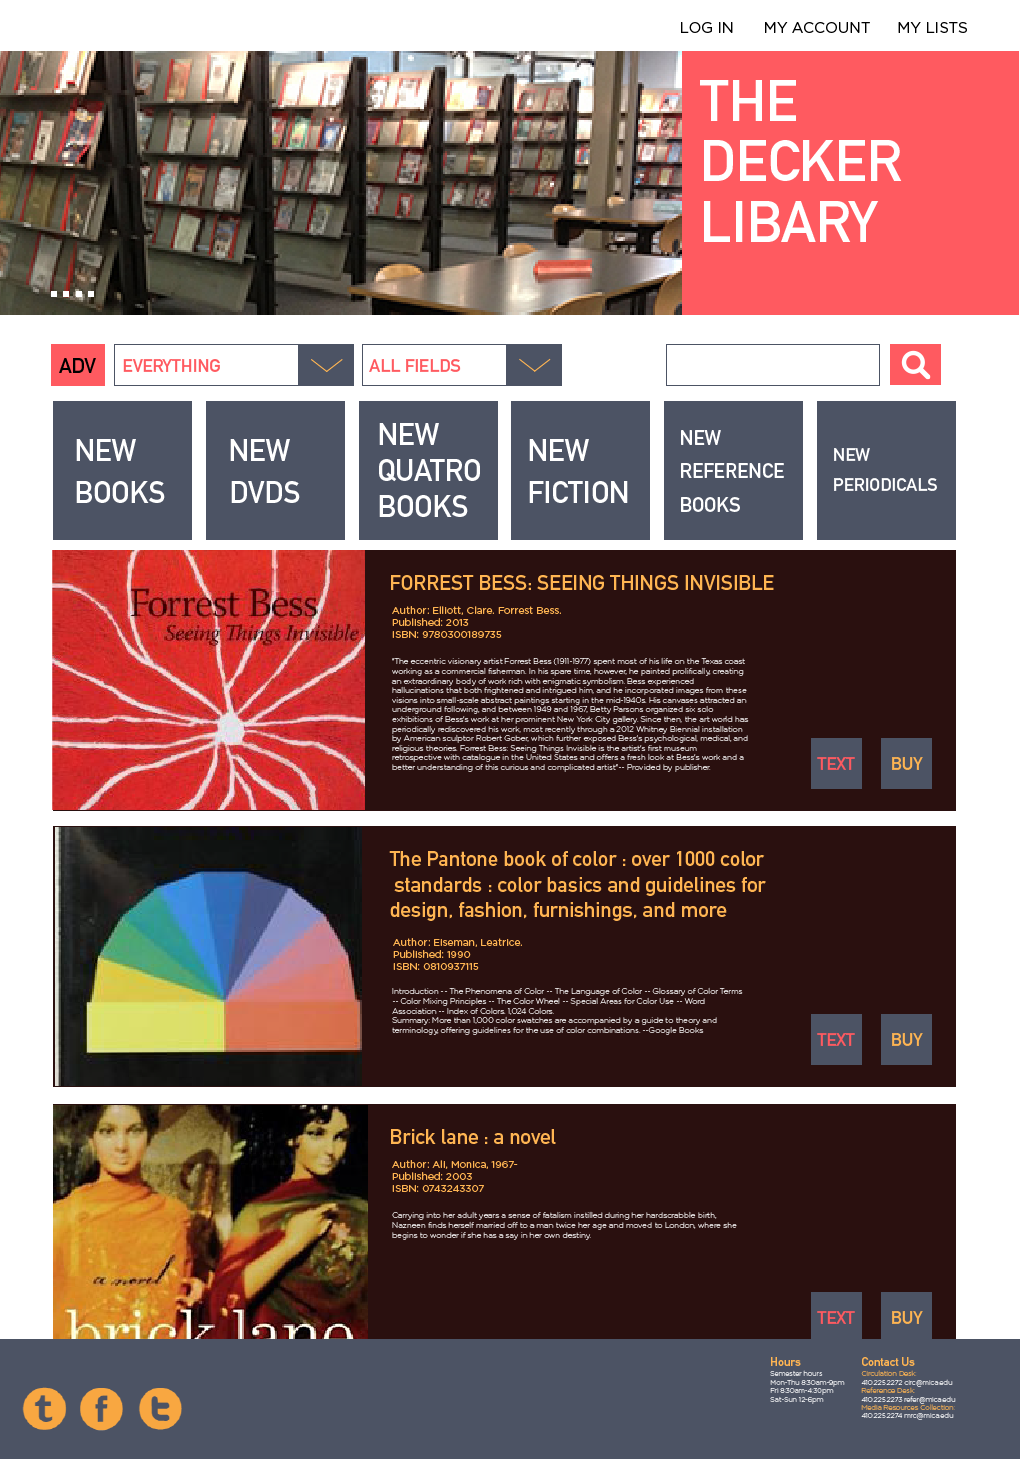 LOG IN MY ACCOUNT MY LISTS
THE
DECKER
LIBARY
ADV EVERYTHING ALL FIELDS
NEW
BOOKS
NEW
DVDS
NEW
QUATRO
BOOKS
NEW
FICTION
NEW
REFERENCE
BOOKS
NEW
PERIODICALS
Forrest Bess
Seeing Things Invisible
FORREST BESS: SEEING THINGS INVISIBLE
Author: Elliott, Clare. Forrest Bess.
Published: 2013
ISBN: 9780300189735
"The eccentric visionary artist Forrest Bess (1911-1977) spent most of his life on the Texas coast
working as a commercial fisherman. In his spare time, however, he painted prolifically, creating
an extraordinary body of work rich with enigmatic symbolism. Bess experienced
hallucinations that both frightened and intrigued him, and he incorporated images from these
visions into small-scale abstract paintings starting in the mid-1940s. His canvases attracted an
underground following, and between 1949 and 1967, Betty Parsons organized six solo
exhibitions of Bess's work at her prominent New York City gallery. Since then, the art world has
periodically rediscovered his work, most recently through a 2012 Whitney Biennial installation
by American sculptor Robert Gober, which further exposed Bess's psychological, medical, and
religious theories. Forrest Bess: Seeing Things Invisible is the artist's first museum
retrospective with catalogue in the United States and offers a fresh look at Bess's work and a
better understanding of this curious and complicated artist"-- Provided by publisher.
TEXT BUY
The Pantone book of color : over 1000 color
standards : color basics and guidelines for
design, fashion, furnishings, and more
Author: Eiseman, Leatrice.
Published: 1990
ISBN: 0810937115
Introduction -- The Phenomena of Color -- The Language of Color -- Glossary of Color Terms
-- Color Mixing Principles -- The Color Wheel -- Special Areas for Color Use -- Word
Association -- Index of Colors. 1,024 Colors.
Summary: More than 1,000 color swatches are accompanied by a guide to theory and
terminology, offering guidelines for the use of color combinations. --Google Books
TEXT BUY
a novel
brick lane
Brick lane : a novel
Author: Ali, Monica, 1967-
Published: 2003
ISBN: 0743243307
Carrying into her adult years a sense of fatalism instilled during her hardscrabble birth,
Nazneen finds herself married off to a man twice her age and moved to London, where she
begins to wonder if she has a say in her own destiny.
TEXT BUY
t f t
Hours
Semester hours
Mon-Thu 8:30am-9pm
Fri 8:30am-4:30pm
Sat-Sun 12-6pm
Contact Us
Circulation Desk:
410.225.2272 circ@mica.edu
Reference Desk:
410.225.2273 refer@mica.edu
Media Resources Collection:
410.225.2274 mrc@mica.edu